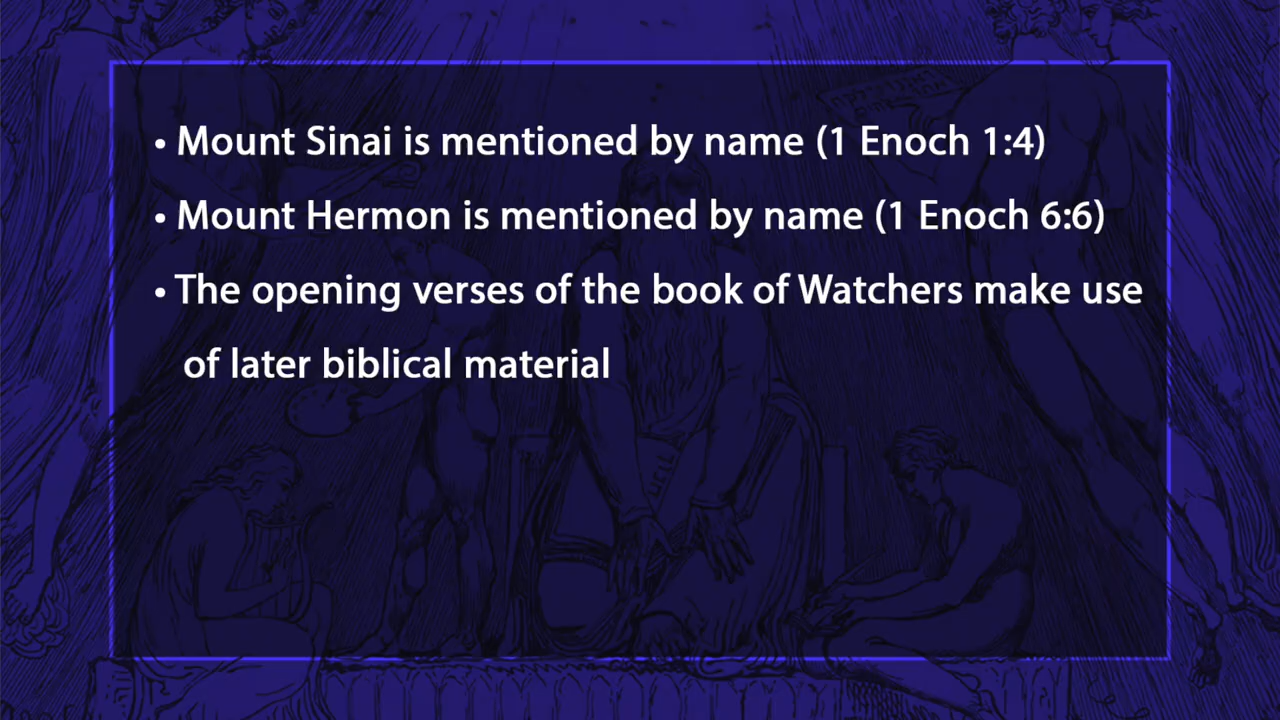 • Mount Sinai is mentioned by name (1 Enoch 1:4)
• Mount Hermon is mentioned by name (1 Enoch 6:6)
• The opening verses of the book of Watchers make use
of later biblical material